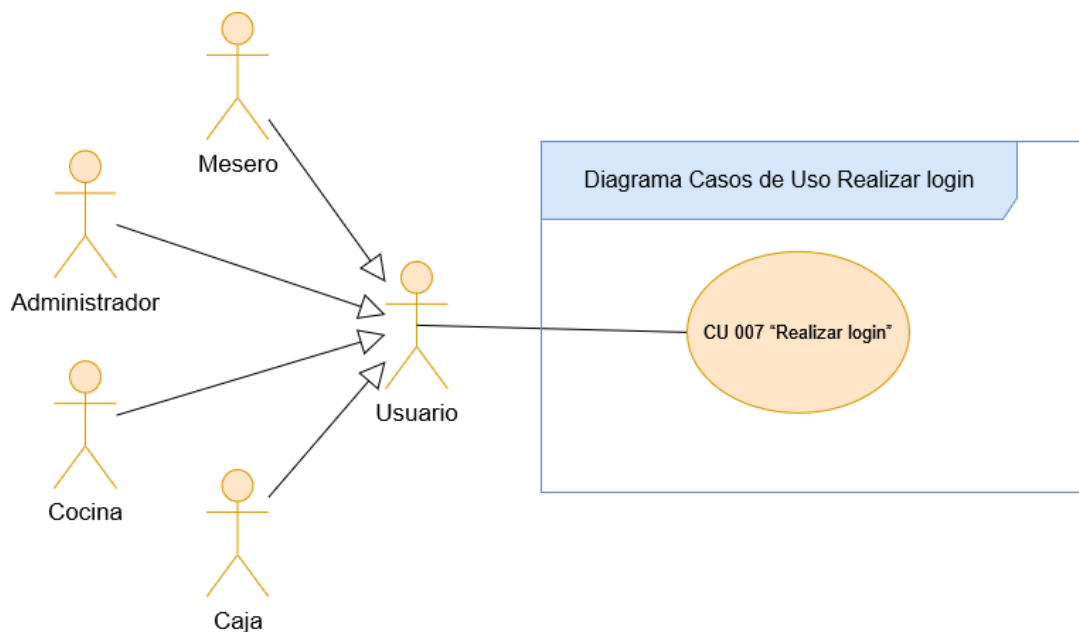 Mesero
Diagrama Casos de Uso Realizar login
Administrador
CU 007 “Realizar login”
Usuario
Cocina
Caja